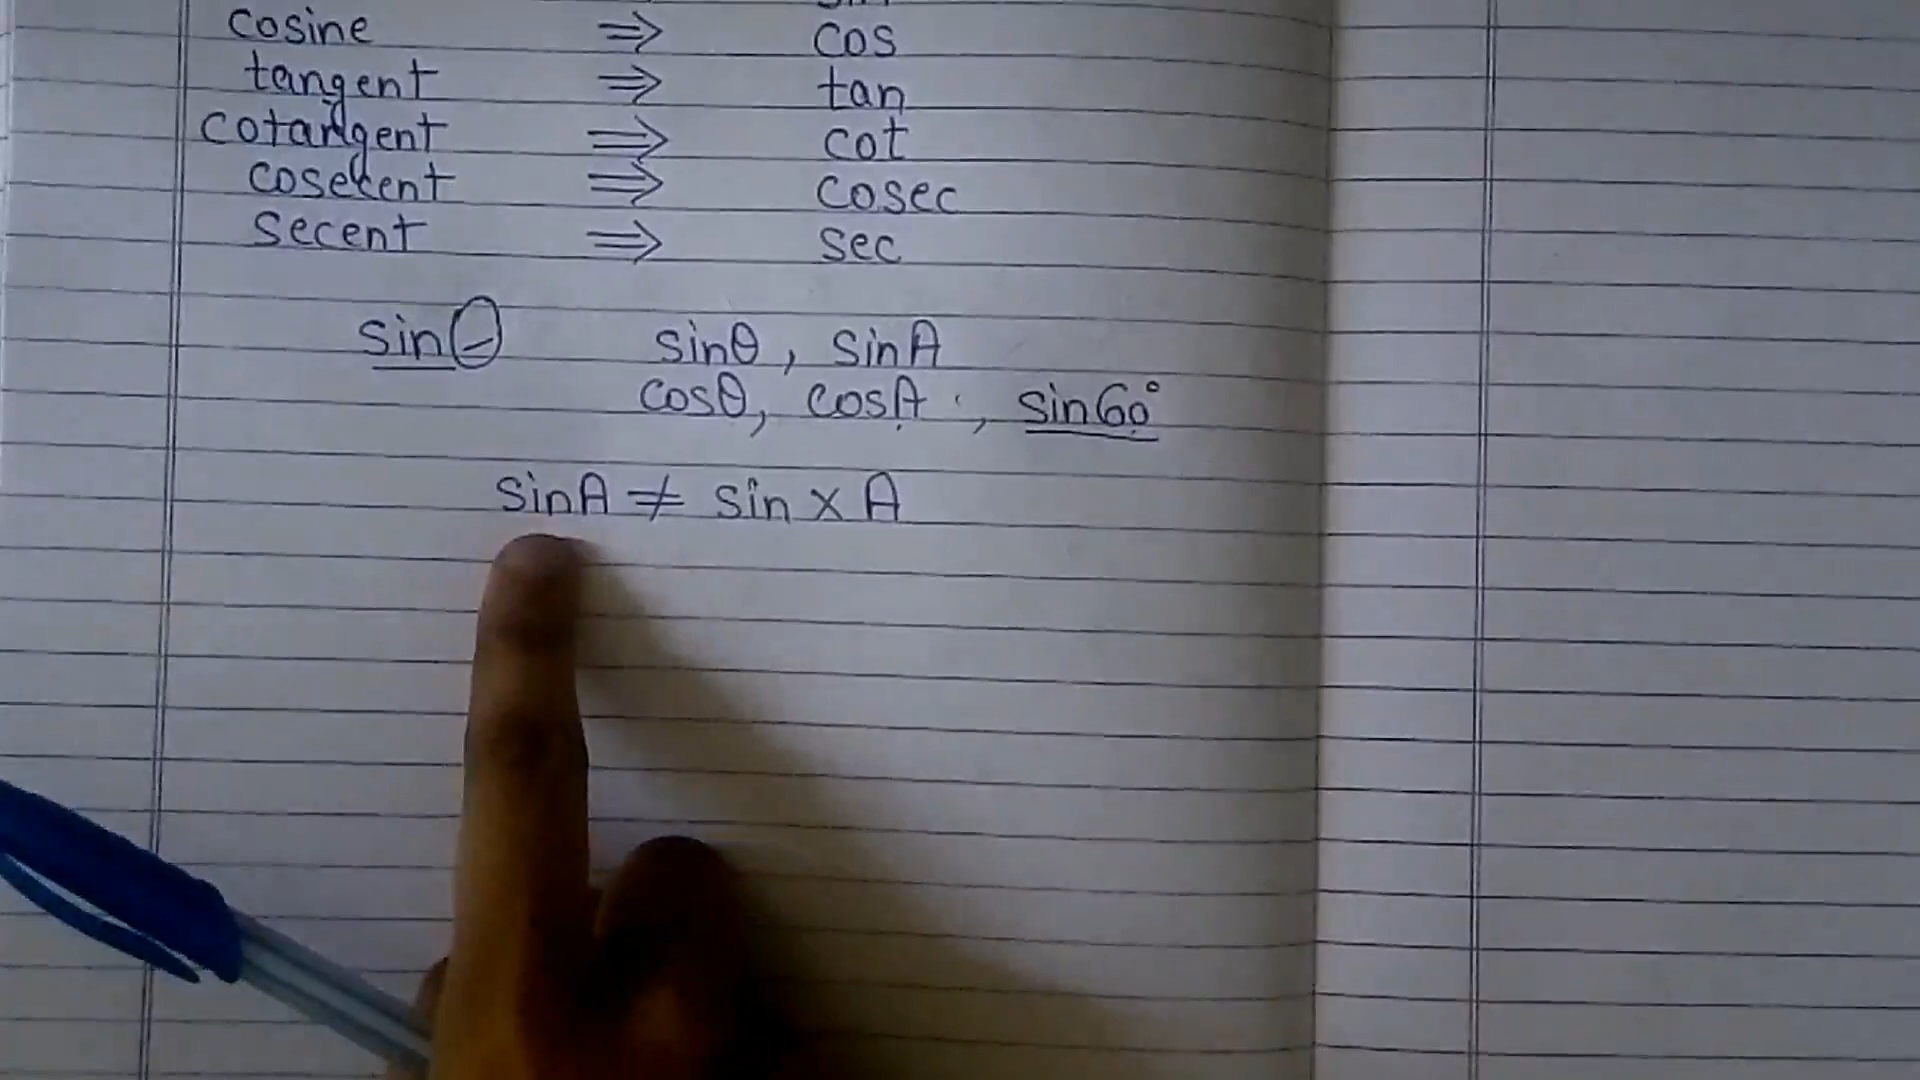 cosine ⇒ cos
tangent ⇒ tan
cotangent ⇒ cot
cosecent ⇒ cosec
secent ⇒ sec
sinθ sinθ, sinA
cosθ, cosA, sin60°
sinA ≠ sin × A